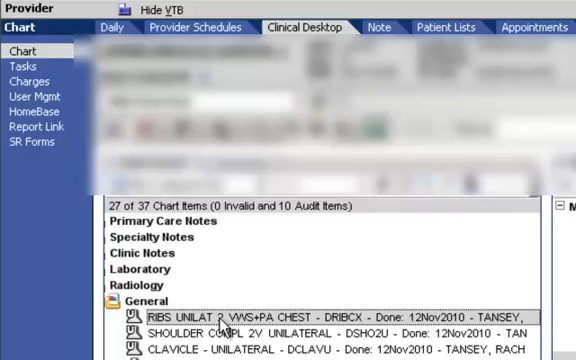 Provider Hide VTB
Chart Daily Provider Schedules Clinical Desktop Note Patient Lists Appointments
Chart
Tasks
Charges
User Mgmt
HomeBase
Report Link
SR Forms
27 of 37 Chart Items (0 Invalid and 10 Audit Items)
Primary Care Notes
Specialty Notes
Clinic Notes
Laboratory
Radiology
General
RIBS UNILAT 2 VWS+PA CHEST - DRIBCX - Done: 12Nov2010 - TANSEY,
SHOULDER COMPL 2V UNILATERAL - DSHO2U - Done: 12Nov2010 - TAN
CLAVICLE - UNILATERAL - DCLAVU - Done: 12Nov2010 - TANSEY, RACH